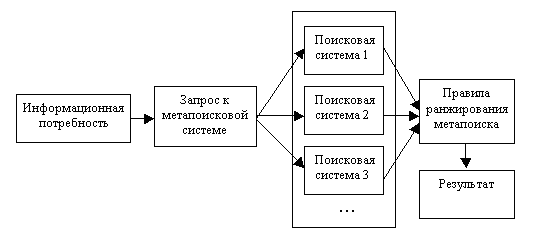 Информационная
потребность
Запрос к
метапоисковой
системе
Поисковая
система 1
Поисковая
система 2
Поисковая
система 3
...
Правила
ранжирования
метапоиска
Результат